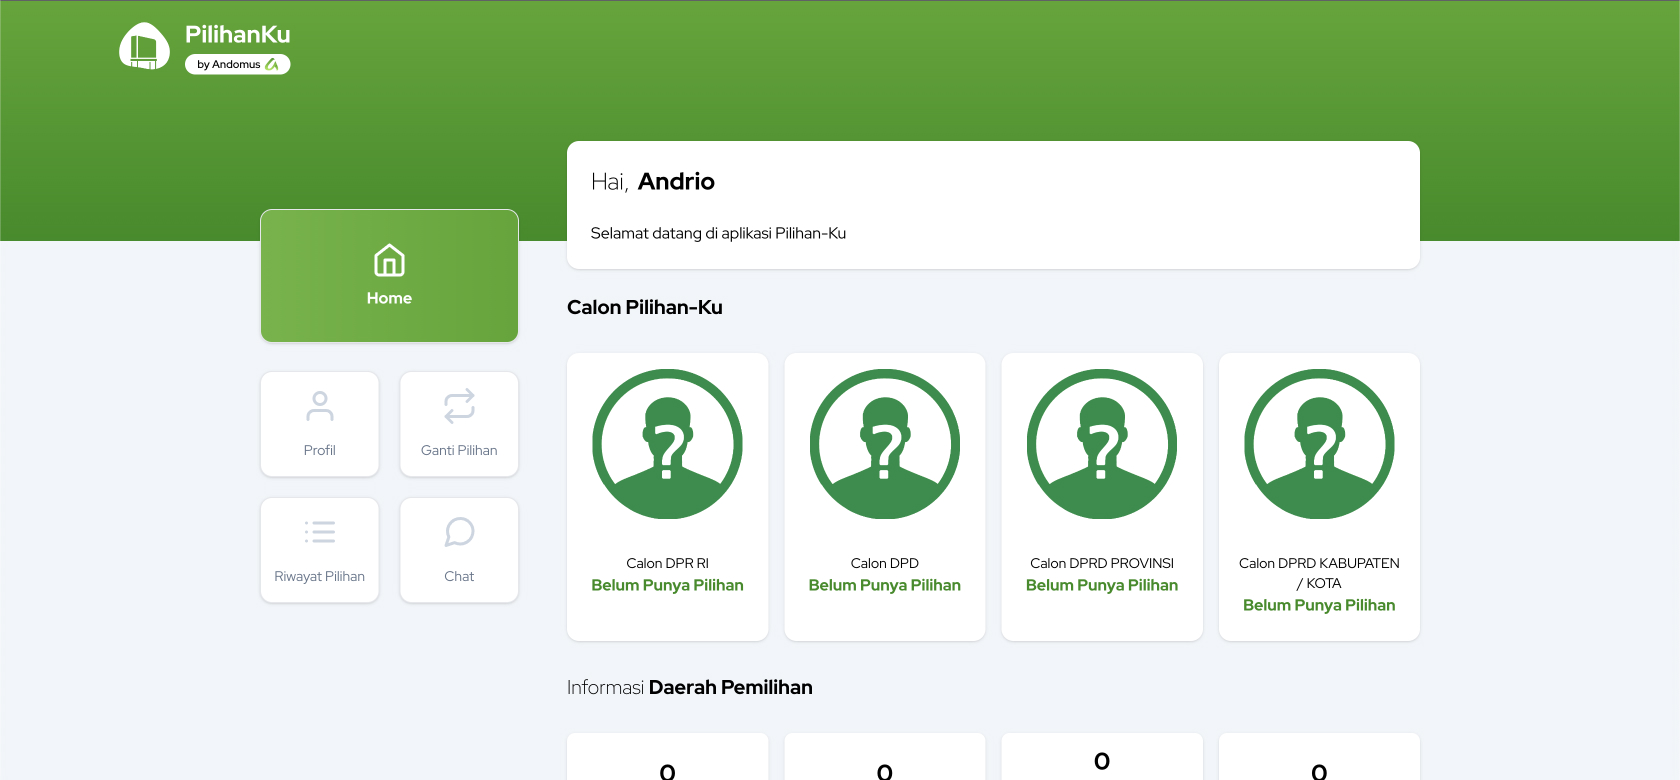 PilihanKu
by Andomus
Hai, Andrio
Selamat datang di aplikasi Pilihan-Ku
Home
Profil
Ganti Pilihan
Riwayat Pilihan
Chat
Calon Pilihan-Ku
?
Calon DPR RI
Belum Punya Pilihan
?
Calon DPD
Belum Punya Pilihan
?
Calon DPRD PROVINSI
Belum Punya Pilihan
?
Calon DPRD KABUPATEN
/ KOTA
Belum Punya Pilihan
Informasi Daerah Pemilihan
0
0
0
0